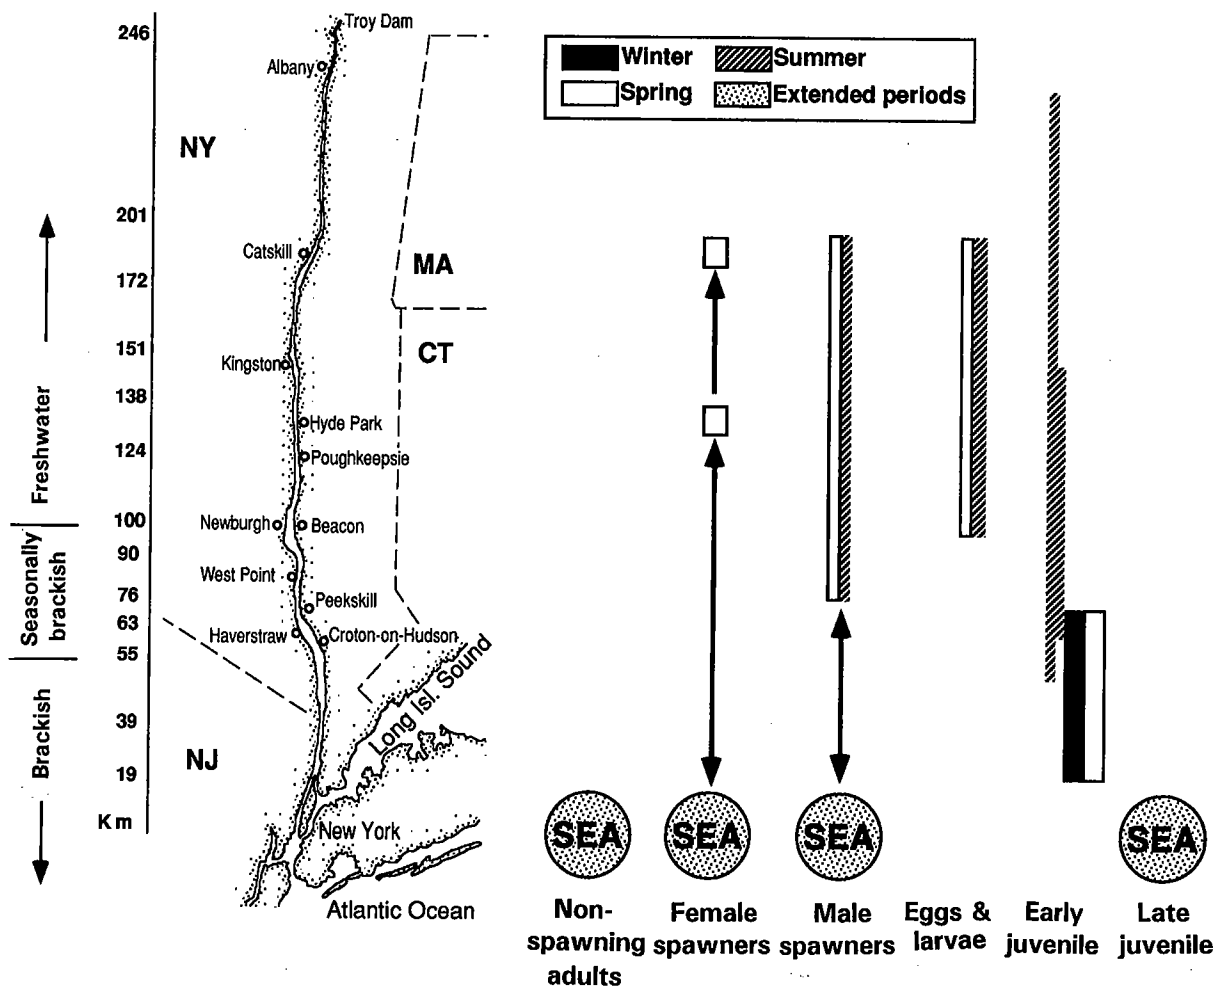 246
201
172
151
138
124
100
90
76
63
55
39
19
Km
Freshwater
Seasonally
brackish
Brackish
Troy Dam
Albany
NY
Catskill
MA
Kingston
CT
Hyde Park
Poughkeepsie
Newburgh
Beacon
West Point
Peekskill
Haverstraw
Croton-on-Hudson
Long Isl. Sound
NJ
New York
Atlantic Ocean
Winter
Summer
Spring
Extended periods
SEA
SEA
SEA
SEA
Non-
spawning
adults
Female
spawners
Male
spawners
Eggs &
larvae
Early
juvenile
Late
juvenile